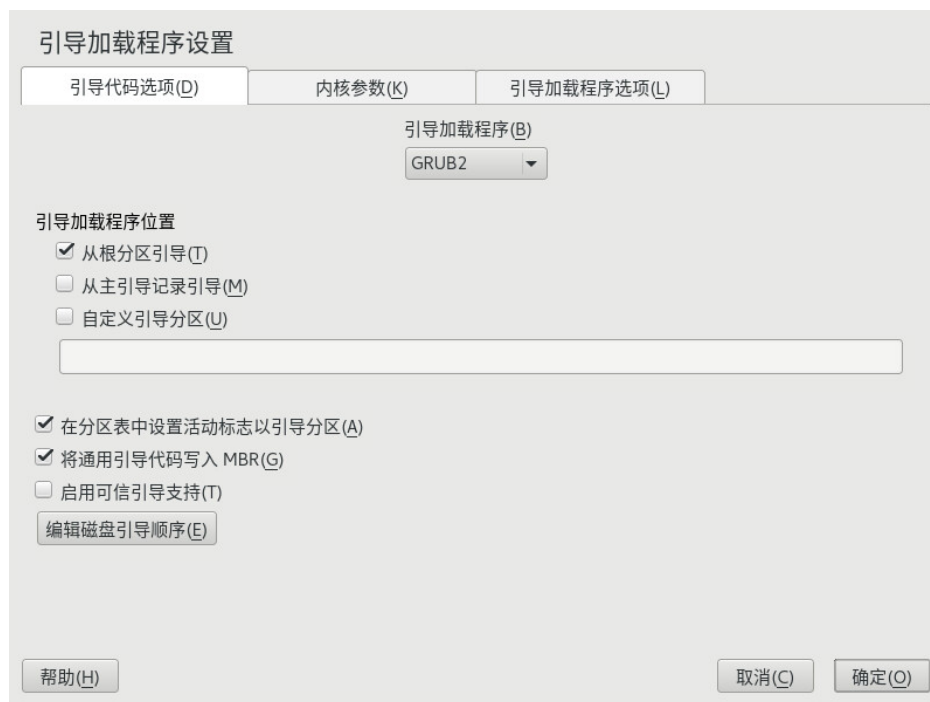 引导加载程序设置
引导代码选项(D) 内核参数(K) 引导加载程序选项(L)
引导加载程序(B)
GRUB2
引导加载程序位置
从根分区引导(T)
从主引导记录引导(M)
自定义引导分区(U)
在分区表中设置活动标志以引导分区(A)
将通用引导代码写入 MBR(G)
启用可信引导支持(T)
编辑磁盘引导顺序(E)
帮助(H) 取消(C) 确定(O)